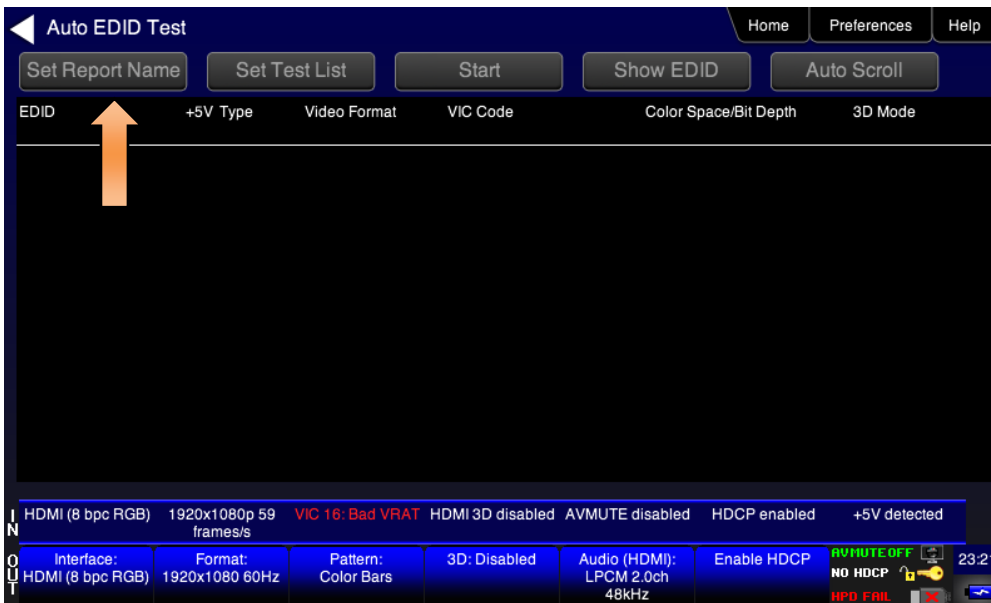 Auto EDID Test
Home Preferences Help
Set Report Name Set Test List Start Show EDID Auto Scroll
EDID +5V Type Video Format VIC Code Color Space/Bit Depth 3D Mode
IN
HDMI (8 bpc RGB) 1920x1080p 59 VIC 16: Bad VRAT HDMI 3D disabled AVMUTE disabled HDCP enabled +5V detected
frames/s
OUT
Interface: Format: Pattern: 3D: Disabled Audio (HDMI): Enable HDCP AVMUTEOFF
HDMI (8 bpc RGB) 1920x1080 60Hz Color Bars LPCM 2.0ch NO HDCP 23:21
48kHz HPD FAIL